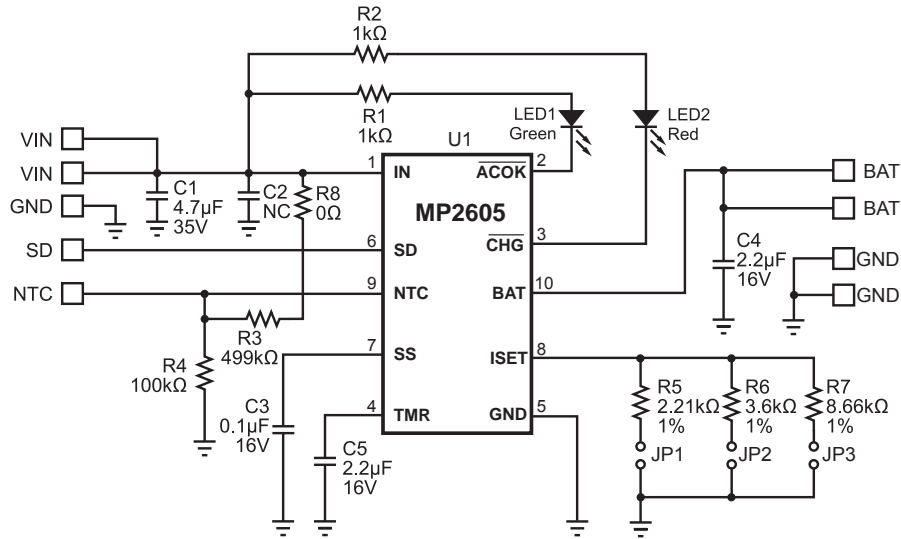 R2
1kΩ
R1
1kΩ
LED1
Green
LED2
Red
VIN
VIN
GND
SD
NTC
C1
4.7µF
35V
C2
NC
R8
0Ω
R3
499kΩ
R4
100kΩ
C3
0.1µF
16V
C5
2.2µF
16V
U1
MP2605
1
IN
6
SD
9
NTC
7
SS
4
TMR
2
ACOK
3
CHG
10
BAT
8
ISET
5
GND
BAT
BAT
C4
2.2µF
16V
GND
GND
R5
2.21kΩ
1%
JP1
R6
3.6kΩ
1%
JP2
R7
8.66kΩ
1%
JP3